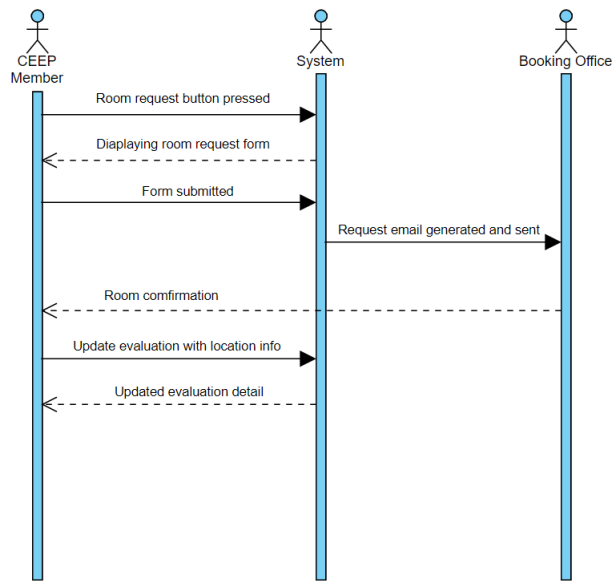 CEEP
Member
System
Booking Office
Room request button pressed
Diaplaying room request form
Form submitted
Request email generated and sent
Room comfirmation
Update evaluation with location info
Updated evaluation detail